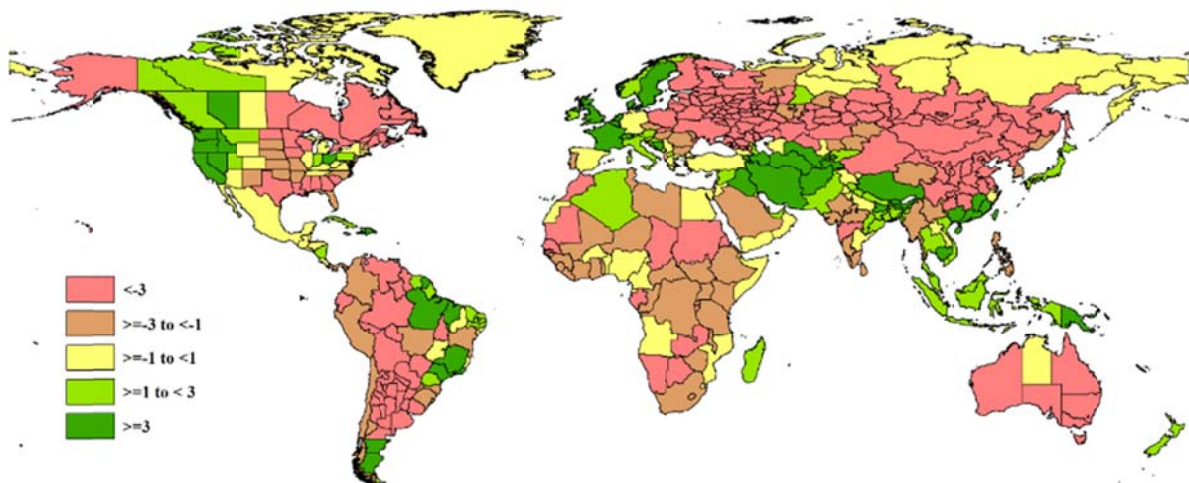 <-3
>=-3 to <-1
>=-1 to <1
>=1 to < 3
>=3